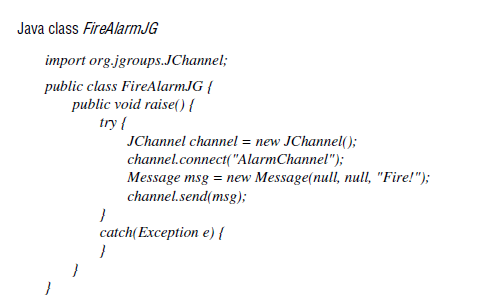 Java class FireAlarmJG
import org.jgroups.JChannel;
public class FireAlarmJG {
public void raise() {
try {
JChannel channel = new JChannel();
channel.connect("AlarmChannel");
Message msg = new Message(null, null, "Fire!");
channel.send(msg);
}
catch(Exception e) {
}
}
}